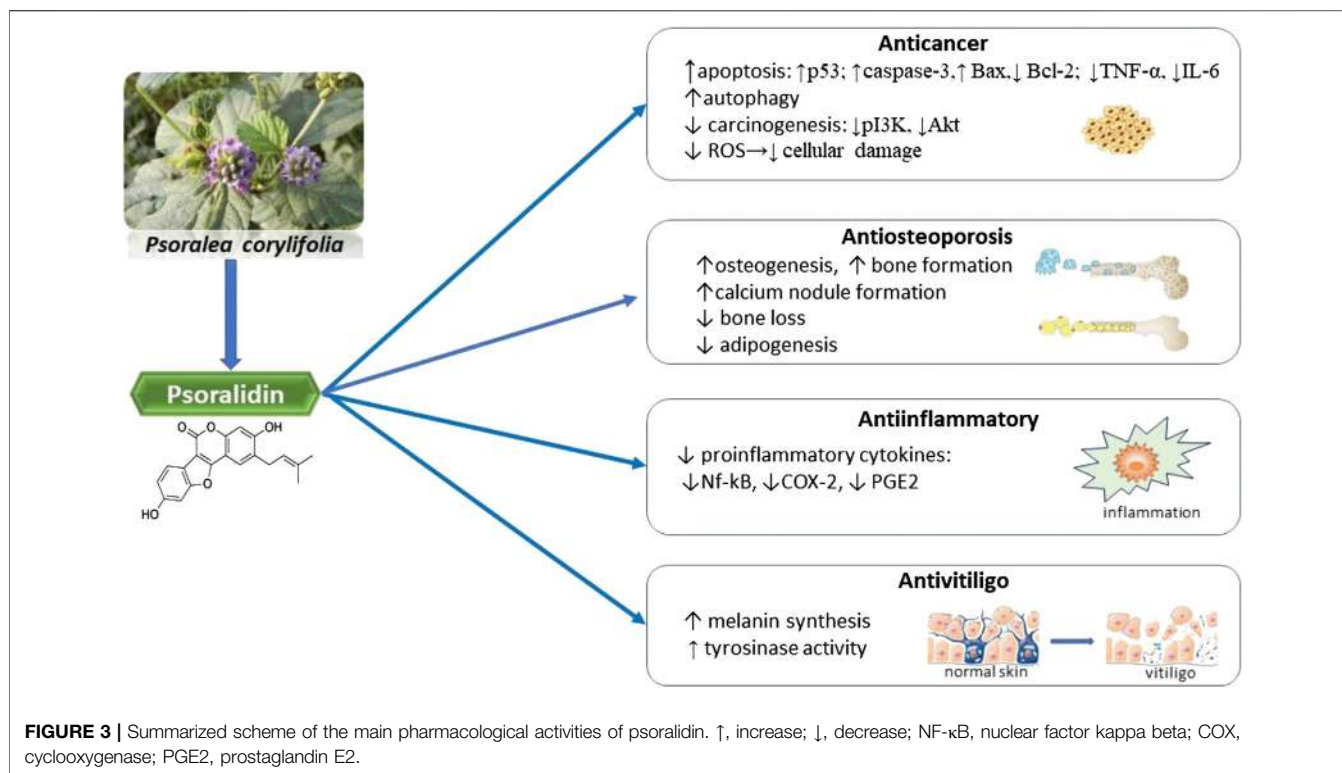 Psoralea corylifolia
Psoralidin
O
O
OH
O
HO
Anticancer
↑apoptosis: ↑p53; ↑caspase-3,↑ Bax,↓ Bcl-2; ↓TNF-α, ↓IL-6
↑autophagy
↓ carcinogenesis: ↓pI3K, ↓Akt
↓ ROS→↓ cellular damage
Antiosteoporosis
↑osteogenesis, ↑ bone formation
↑calcium nodule formation
↓ bone loss
↓ adipogenesis
Antiinflammatory
↓ proinflammatory cytokines:
↓Nf-kB, ↓COX-2, ↓ PGE2
inflammation
Antivitiligo
↑ melanin synthesis
↑ tyrosinase activity
normal skin
vitiligo
FIGURE 3 | Summarized scheme of the main pharmacological activities of psoralidin. ↑, increase; ↓, decrease; NF-κB, nuclear factor kappa beta; COX,
cyclooxygenase; PGE2, prostaglandin E2.